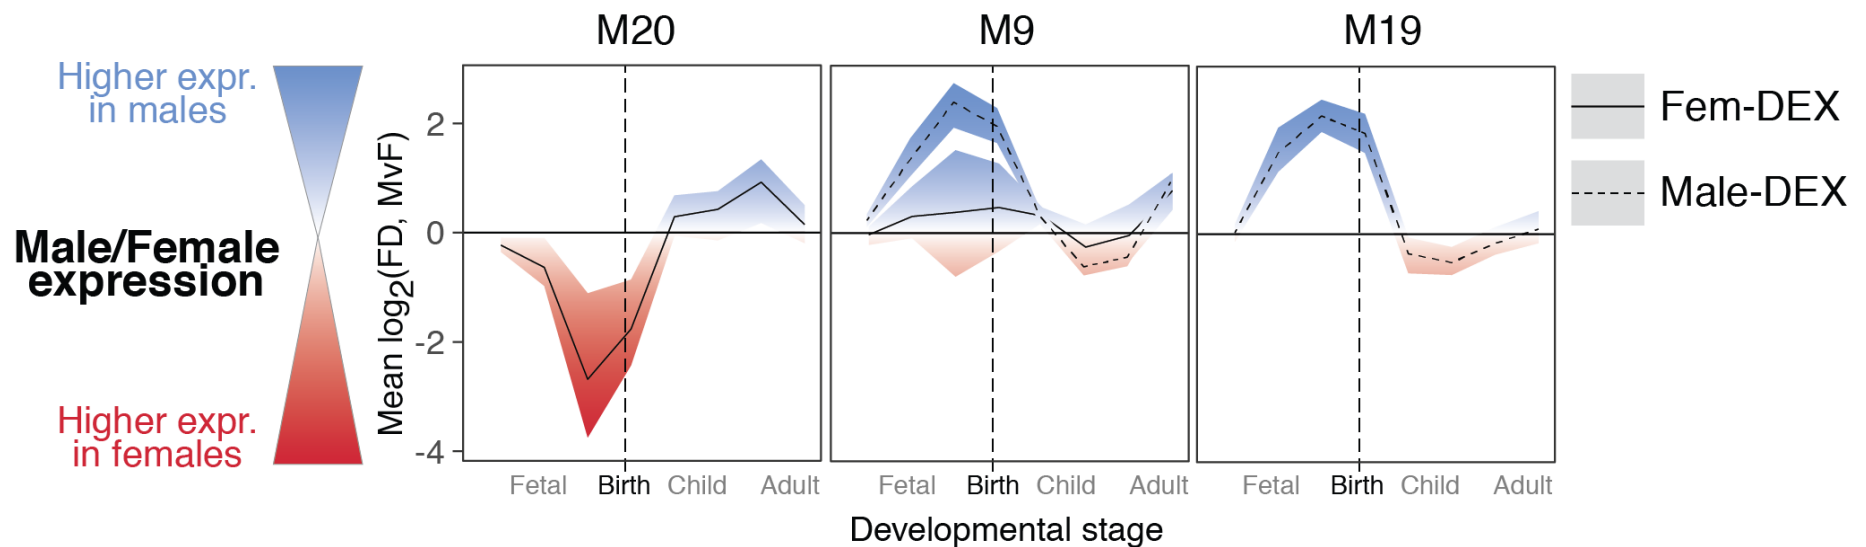 M20
M9
M19
Higher expr.
in males
Male/Female
expression
Higher expr.
in females
Mean log2(FD, MvF)
2
0
-2
-4
Fetal Birth Child Adult
Fetal Birth Child Adult
Fetal Birth Child Adult
Developmental stage
Fem-DEX
Male-DEX